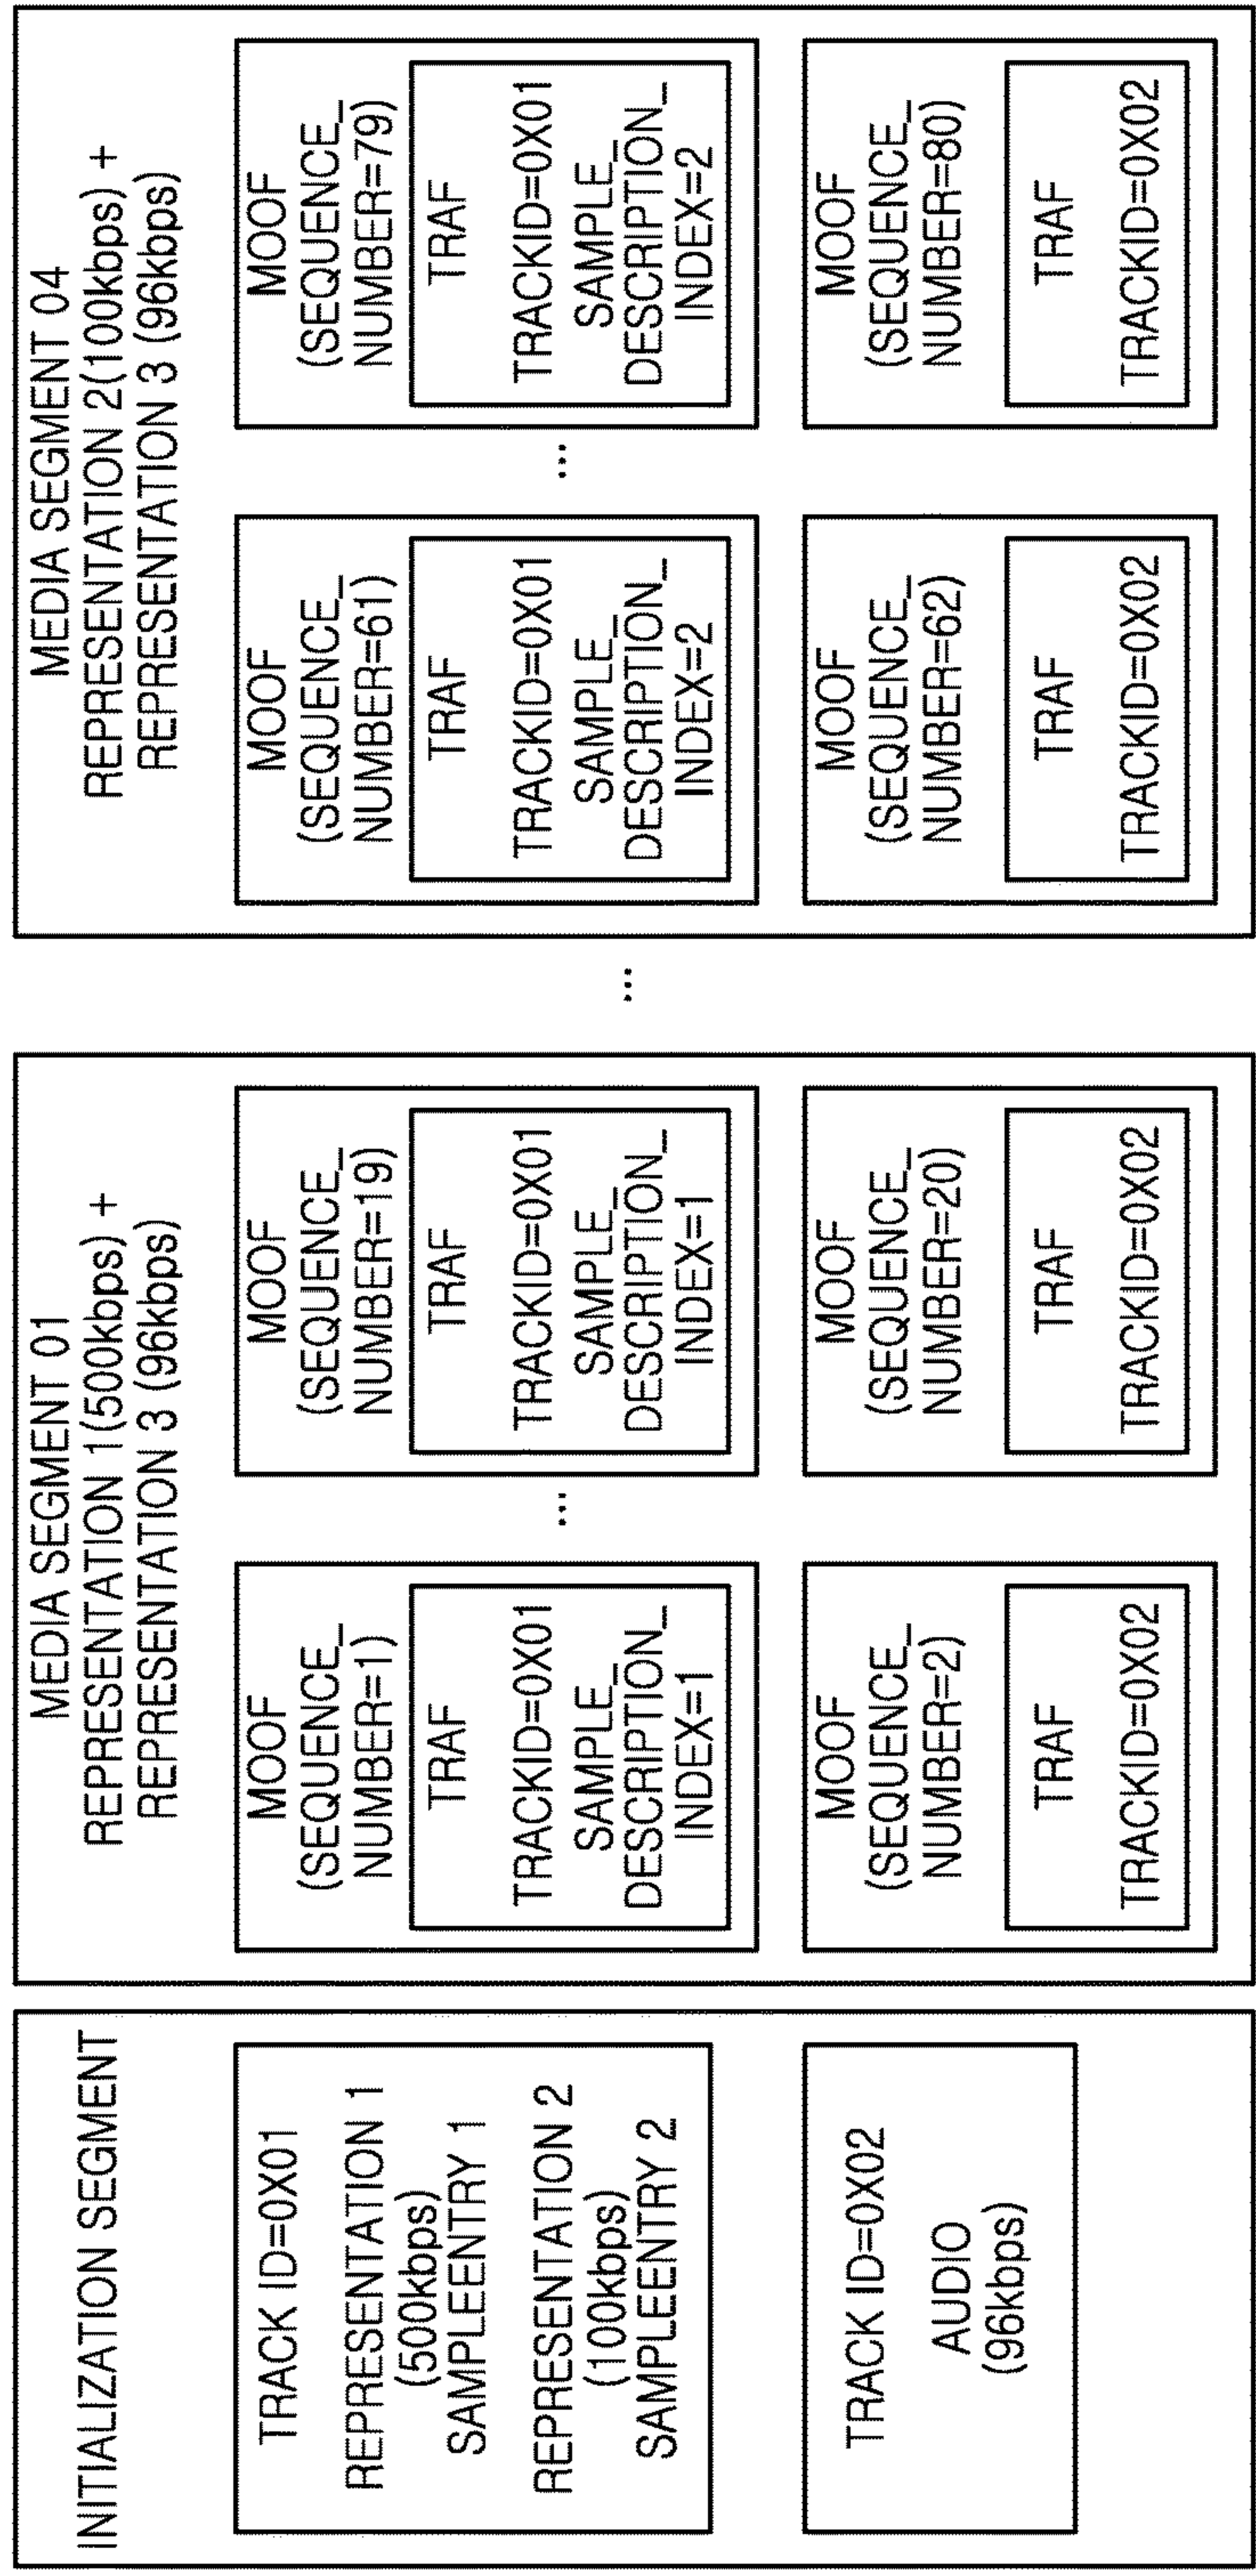 INITIALIZATION SEGMENT
TRACK ID=0X01
REPRESENTATION 1
(500kbps)
SAMPLEENTRY 1
REPRESENTATION 2
(100kbps)
SAMPLEENTRY 2
TRACK ID=0X02
AUDIO
(96kbps)
MEDIA SEGMENT 01
REPRESENTATION 1(500kbps) +
REPRESENTATION 3 (96kbps)
MOOF
(SEQUENCE_
NUMBER=1)
TRAF
TRACKID=0X01
SAMPLE_
DESCRIPTION_
INDEX=1
...
MOOF
(SEQUENCE_
NUMBER=19)
TRAF
TRACKID=0X01
SAMPLE_
DESCRIPTION_
INDEX=1
MOOF
(SEQUENCE_
NUMBER=2)
TRAF
TRACKID=0X02
MOOF
(SEQUENCE_
NUMBER=20)
TRAF
TRACKID=0X02
...
MEDIA SEGMENT 04
REPRESENTATION 2(100kbps) +
REPRESENTATION 3 (96kbps)
MOOF
(SEQUENCE_
NUMBER=61)
TRAF
TRACKID=0X01
SAMPLE_
DESCRIPTION_
INDEX=2
...
MOOF
(SEQUENCE_
NUMBER=79)
TRAF
TRACKID=0X01
SAMPLE_
DESCRIPTION_
INDEX=2
MOOF
(SEQUENCE_
NUMBER=62)
TRAF
TRACKID=0X02
MOOF
(SEQUENCE_
NUMBER=80)
TRAF
TRACKID=0X02